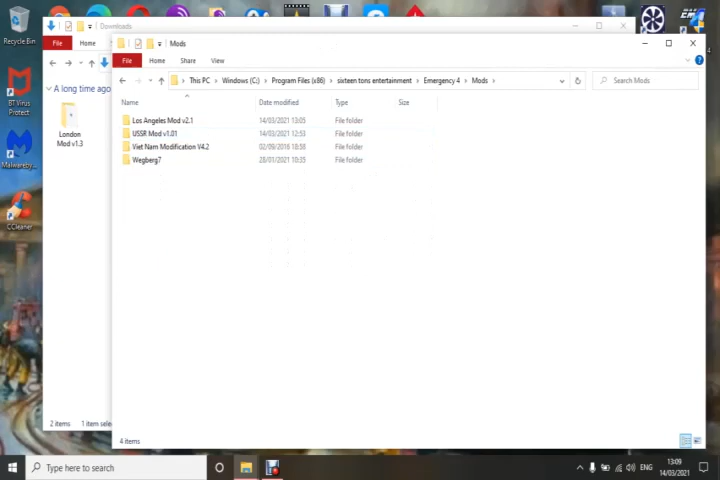 Downloads
File
Home
A long time ago
London
Mod v1.3
2 items
1 item sele
Recycle Bin
BT Virus
Protect
Malwareby...
CCleaner
4
Mods
File
Home
Share
View
This PC > Windows (C:) > Program Files (x86) > sixteen tons entertainment > Emergency 4 > Mods >
Search Mods
Name
Date modified
Type
Size
Los Angeles Mod v2.1
14/03/2021 13:05
File folder
USSR Mod v1.01
14/03/2021 12:53
File folder
Viet Nam Modification V4.2
02/09/2016 18:58
File folder
Wegberg7
28/01/2021 10:35
File folder
4 items
Type here to search
ENG
13:09
14/03/2021